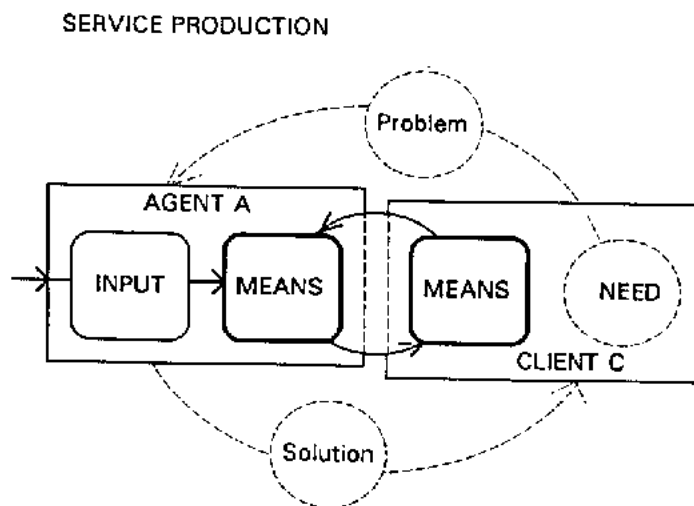 SERVICE PRODUCTION
Problem
AGENT A
INPUT
MEANS
MEANS
NEED
CLIENT C
Solution